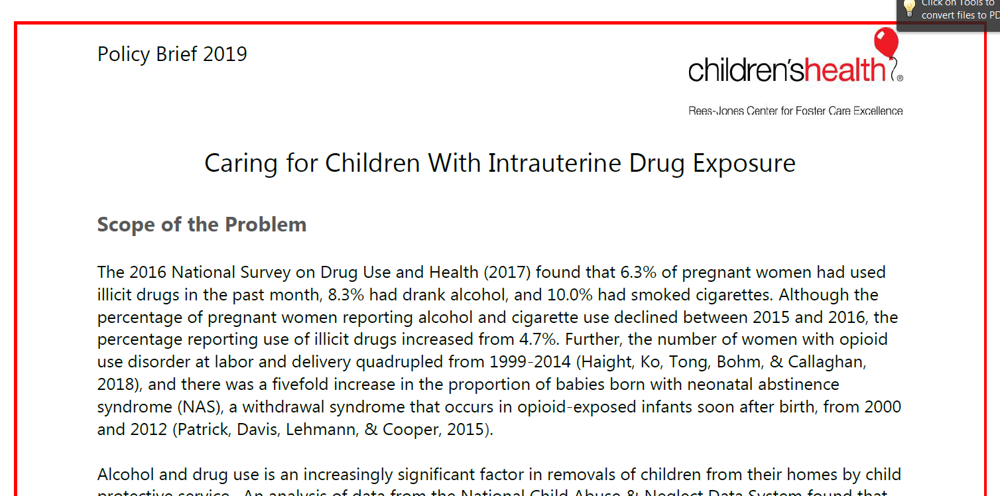 Click on Tools to
convert files to PD
Policy Brief 2019
children'shealth®
Rees-Jones Center for Foster Care Excellence
Caring for Children With Intrauterine Drug Exposure
Scope of the Problem
The 2016 National Survey on Drug Use and Health (2017) found that 6.3% of pregnant women had used
illicit drugs in the past month, 8.3% had drank alcohol, and 10.0% had smoked cigarettes. Although the
percentage of pregnant women reporting alcohol and cigarette use declined between 2015 and 2016, the
percentage reporting use of illicit drugs increased from 4.7%. Further, the number of women with opioid
use disorder at labor and delivery quadrupled from 1999-2014 (Haight, Ko, Tong, Bohm, & Callaghan,
2018), and there was a fivefold increase in the proportion of babies born with neonatal abstinence
syndrome (NAS), a withdrawal syndrome that occurs in opioid-exposed infants soon after birth, from 2000
and 2012 (Patrick, Davis, Lehmann, & Cooper, 2015).
Alcohol and drug use is an increasingly significant factor in removals of children from their homes by child
protective service. An analysis of data from the National Child Abuse & Neglect Data System found that